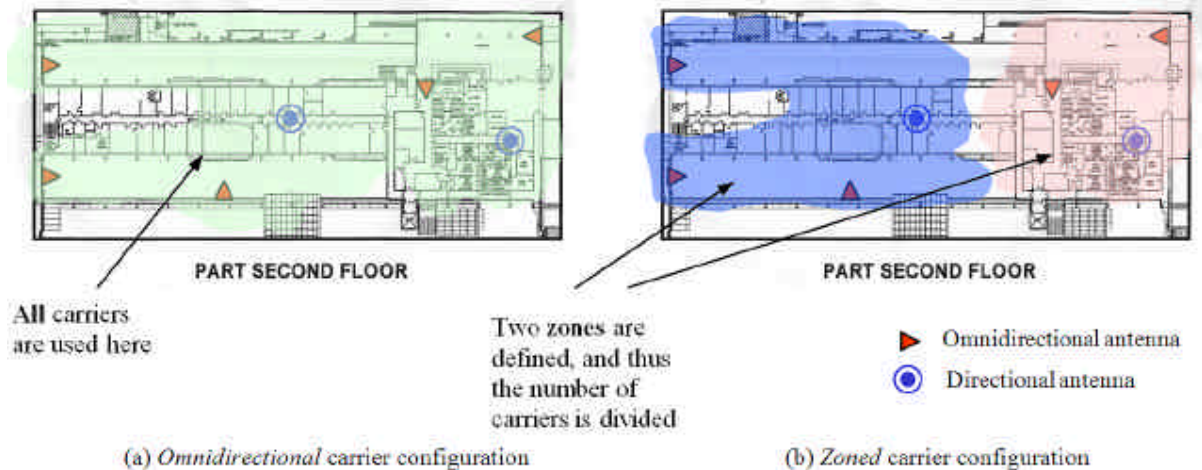 PART SECOND FLOOR
PART SECOND FLOOR
All carriers
are used here
Two zones are
defined, and thus
the number of
carriers is divided
Omnidirectional antenna
Directional antenna
(a) Omnidirectional carrier configuration
(b) Zoned carrier configuration